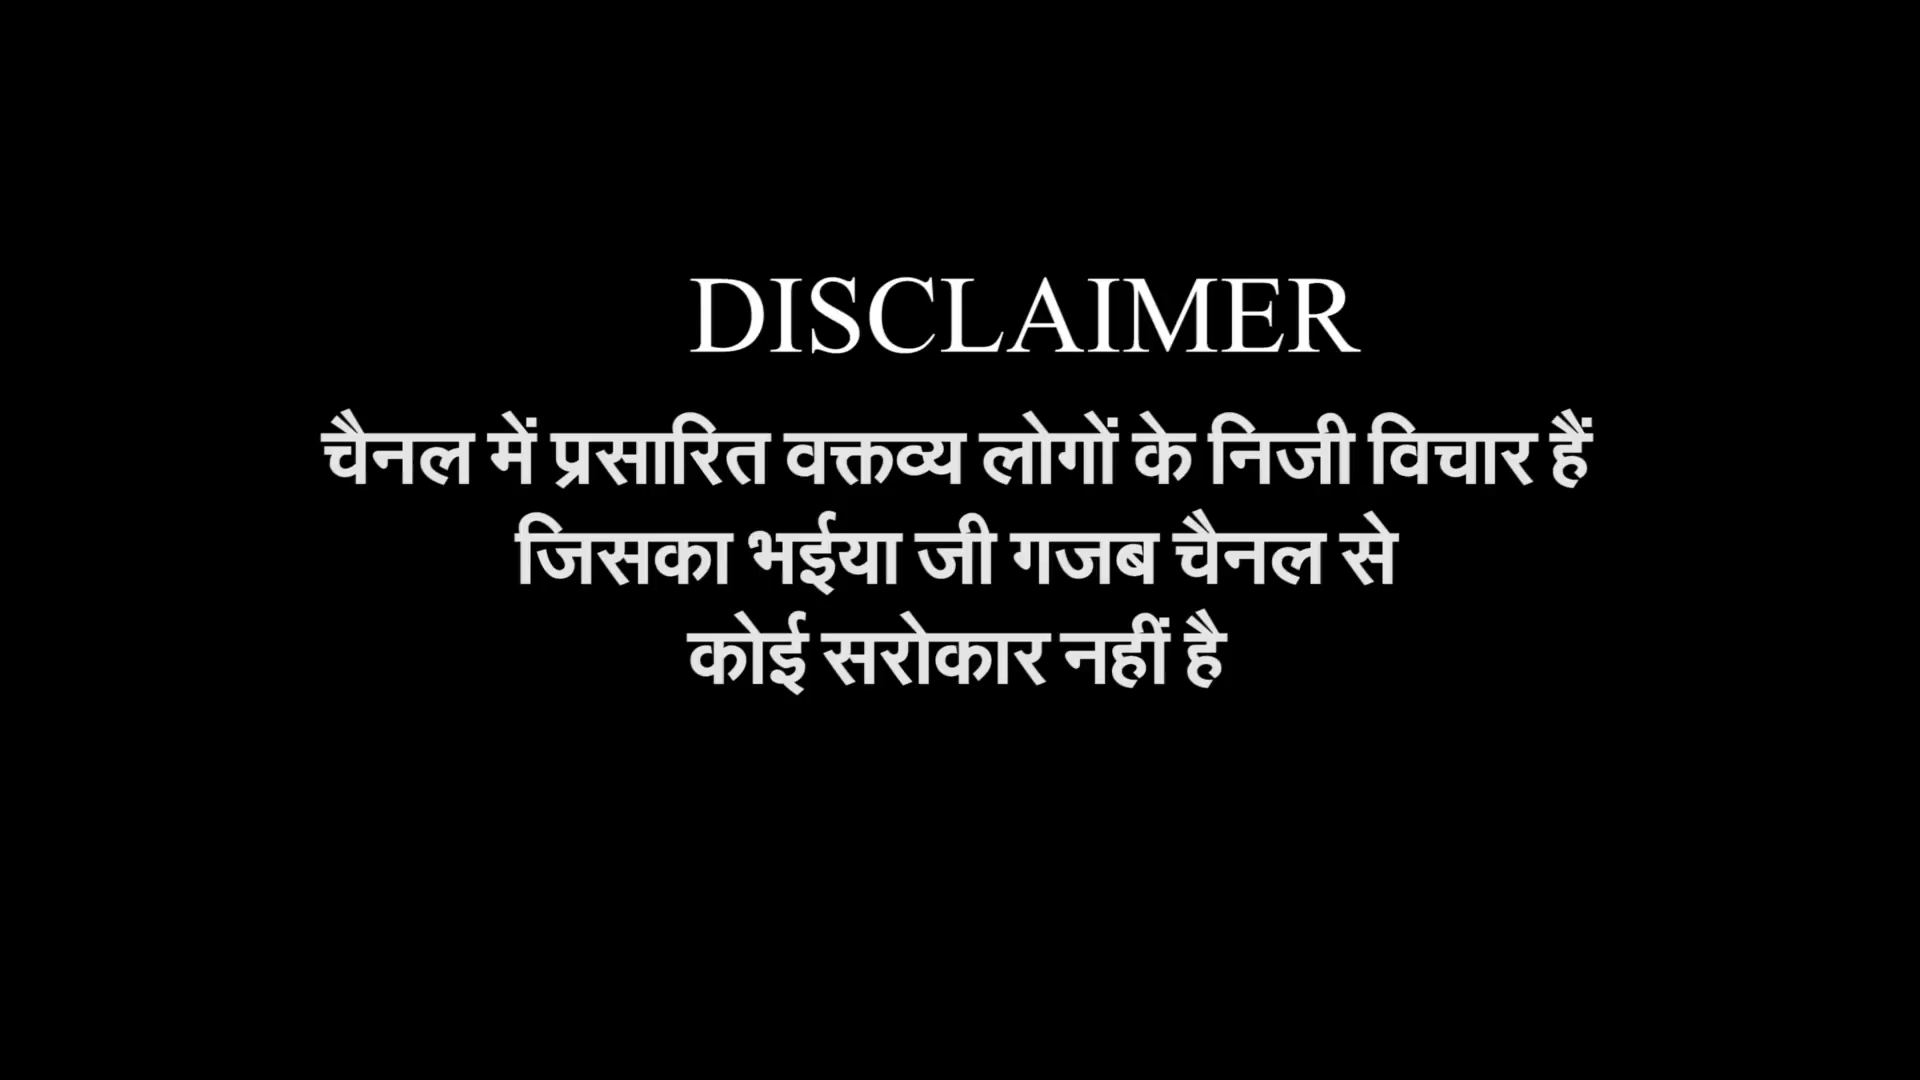 DISCLAIMER
चैनल में प्रसारित वक्तव्य लोगों के निजी विचार हैं
जिसका भईया जी गजब चैनल से
कोई सरोकार नहीं है